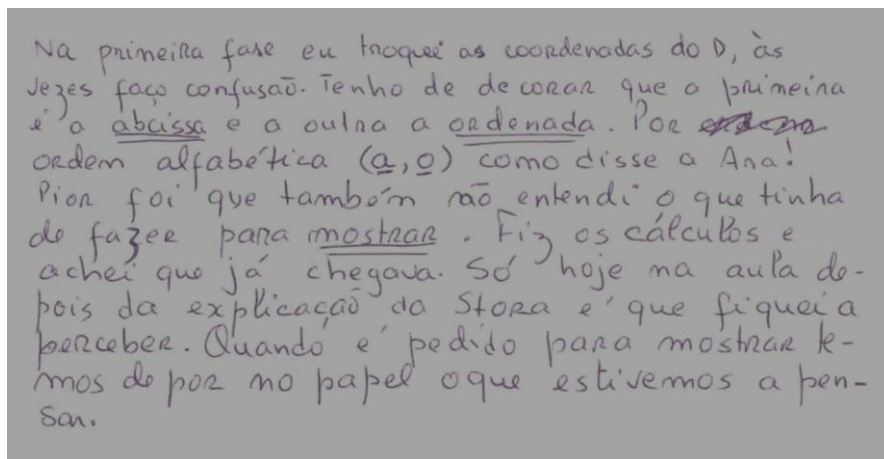 Na primeira fase eu troquei as coordenadas do D, às
vezes faço confusão. Tenho de decorar que a primeira
é a abcissa e a outra a ordenada. Por
ordem alfabética (a, o) como disse a Ana!
Pior foi que também não entendi o que tinha
de fazer para mostrar. Fiz os cálculos e
achei que já chegava. Só hoje na aula de-
pois da explicação da Stora é que fiquei a
perceber. Quando é pedido para mostrar te-
mos de por no papel o que estivemos a pen-
sar.